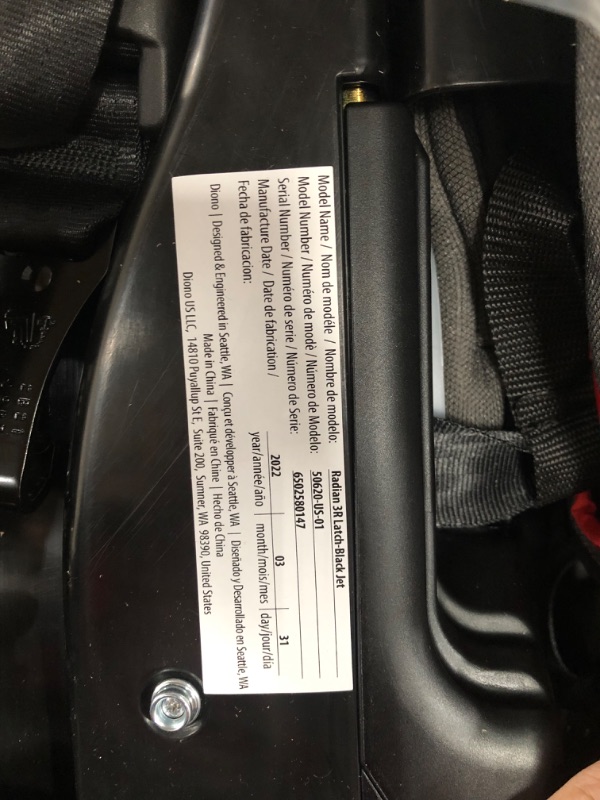 Model Name / Nom de modéle / Nombre de modelo: Radian 3R Latch-Black Jet
Model Number / Numéro de modé / Número de Modelo: 50620-US-01
Serial Number / Numéro de serie / Número de Serie: 6502580147
Manufacture Date / Date de fabrication / 2022 03 31
Fecha de fabricacion: year/année/año | month/mois/mes | day/jour/dia
Diono | Designed & Engineered in Seattle, WA | Conçu et développer à Seattle, WA | Diseñado y Desarrollado en Seattle, WA
Made in China | Fabriqué en Chine | Hecho de China
Diono US LLC, 14810 Puyallup St E, Suite 200, Sumner, WA 98390, United States